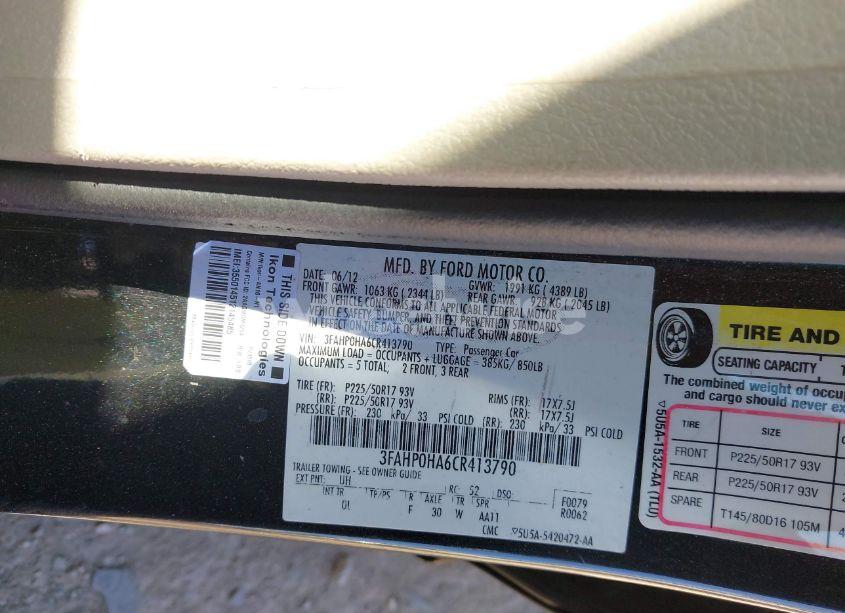 MFD. BY FORD MOTOR CO.
DATE: 06/12 GVWR: 1991 KG ( 4389 LB)
FRONT GAWR: 1063 KG ( 2344 LB) REAR GAWR: 928 KG ( 2045 LB)
THIS VEHICLE CONFORMS TO ALL APPLICABLE FEDERAL MOTOR
VEHICLE SAFETY, BUMPER, AND THEFT PREVENTION STANDARDS
IN EFFECT ON THE DATE OF MANUFACTURE SHOWN ABOVE.
VIN: 3FAHP0HA6CR413790 TYPE: Passenger Car
MAXIMUM LOAD = OCCUPANTS + LUGGAGE = 385KG/ 850LB
OCCUPANTS = 5 TOTAL, 2 FRONT, 3 REAR
TIRE (FR): P225/50R17 93V RIMS (FR): 17X7.5J
(RR): P225/50R17 93V (RR): 17X7.5J
PRESSURE (FR): 230 kPa/ 33 PSI COLD (RR): 230 kPa/33 PSI COLD
3FAHP0HA6CR413790
TRAILER TOWING - SEE OWNER GUIDE
EXT PNT: UH RC: 52 DSO: F0079
INT TR TP/PS R AXLE TR SPR R0062
F 30 W AA11
CMC ▽5U5A-5420472-AA
THIS SIDE DOWN
Ikon Technologies
TIRE AND
SEATING CAPACITY
The combined weight of occup
and cargo should never ex
TIRE SIZE
FRONT P225/50R17 93V
REAR P225/50R17 93V
SPARE T145/80D16 105M
▽5U5A-1532-AA (TL0)